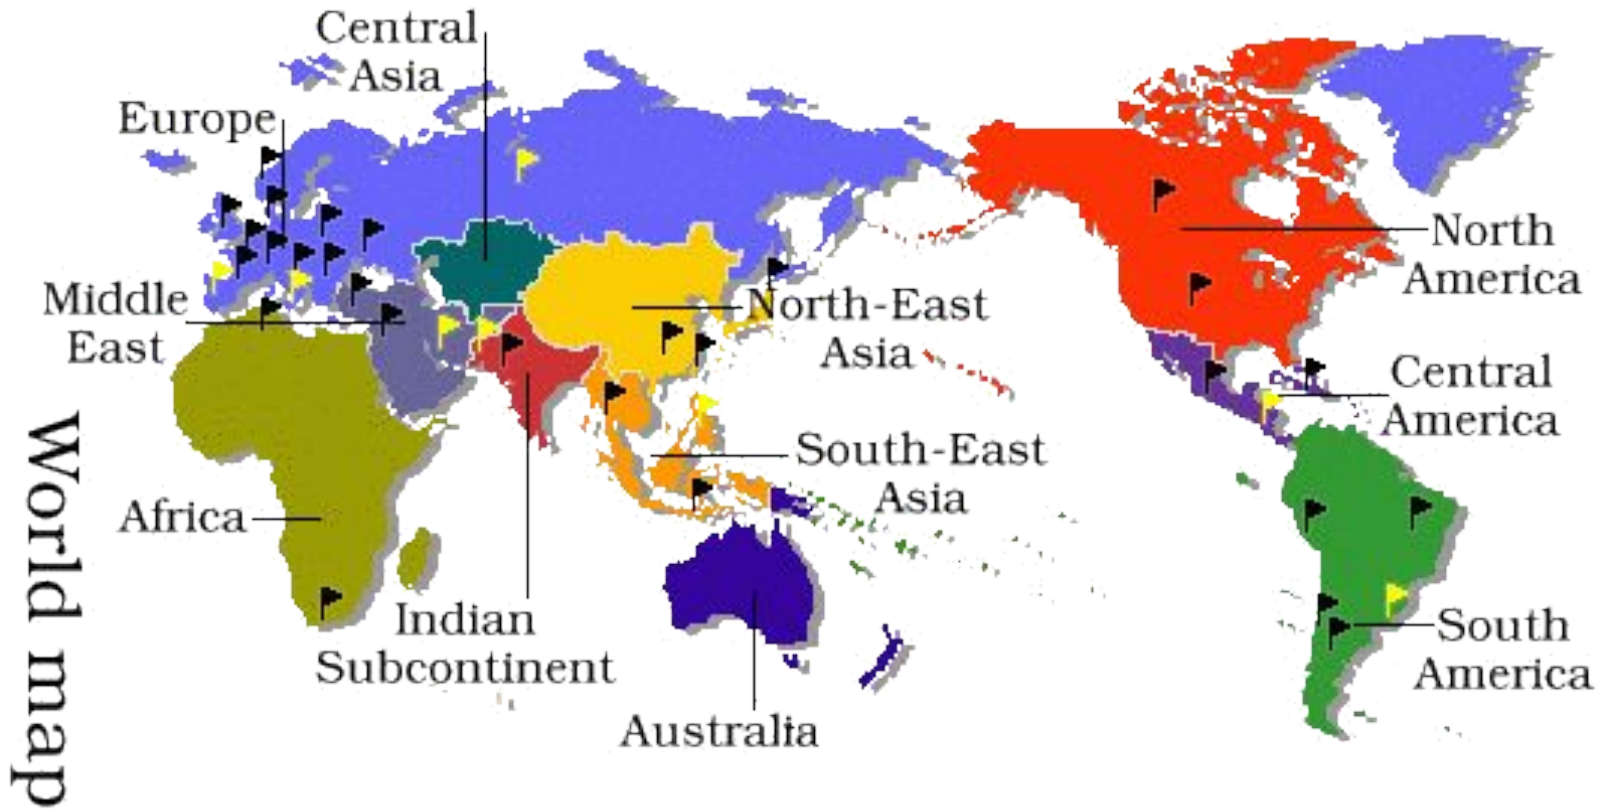 Central
Asia
Europe
Middle
East
North-East
Asia
North
America
Central
America
South-East
Asia
Africa
Indian
Subcontinent
Australia
South
America
World map